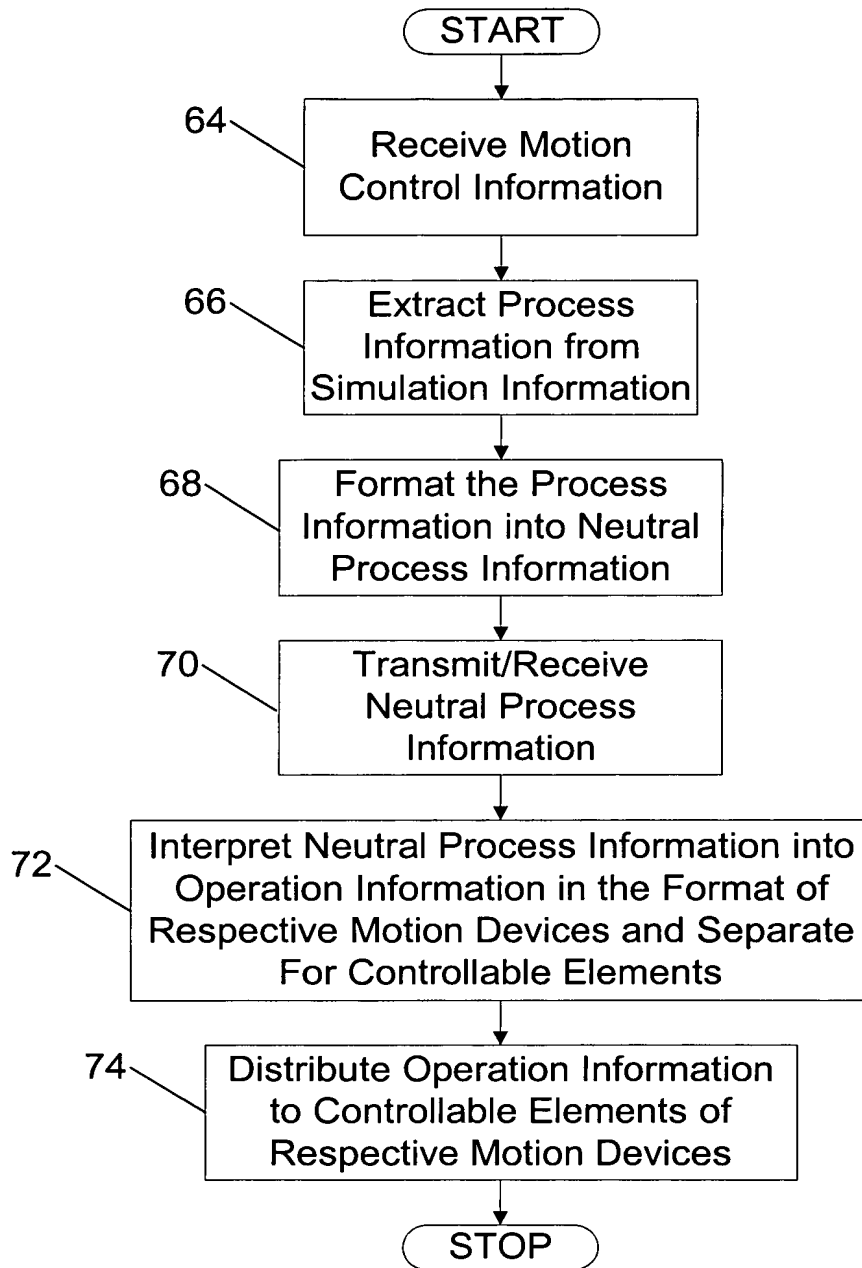 START
64
Receive Motion
Control Information
66
Extract Process
Information from
Simulation Information
68
Format the Process
Information into Neutral
Process Information
70
Transmit/Receive
Neutral Process
Information
72
Interpret Neutral Process Information into
Operation Information in the Format of
Respective Motion Devices and Separate
For Controllable Elements
74
Distribute Operation Information
to Controllable Elements of
Respective Motion Devices
STOP